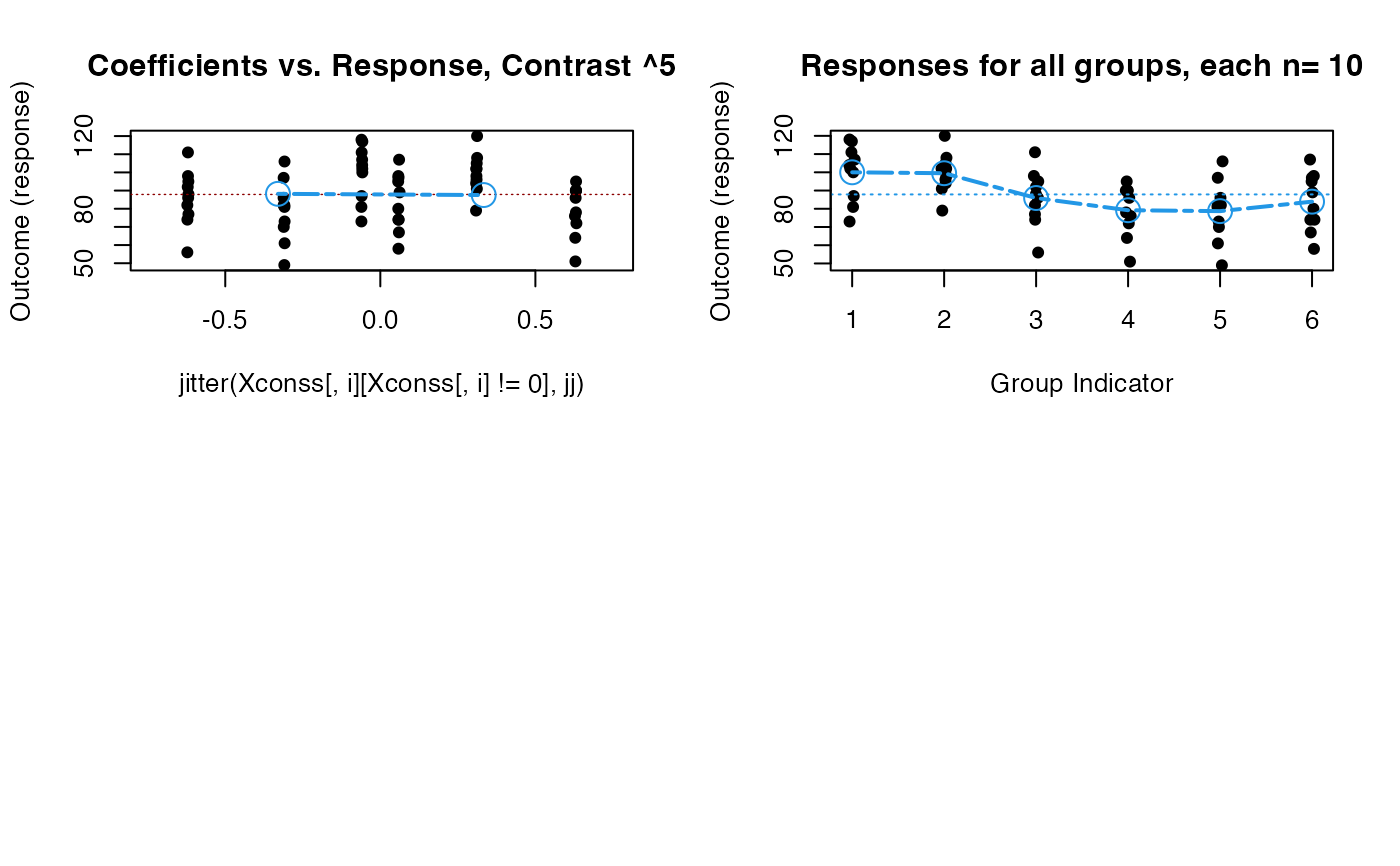 Coefficients vs. Response, Contrast ^5
Outcome (response)
120
80
50
-0.5 0.0 0.5
jitter(Xconss[, i][Xconss[, i] != 0], jj)
Responses for all groups, each n= 10
Outcome (response)
120
80
50
1 2 3 4 5 6
Group Indicator